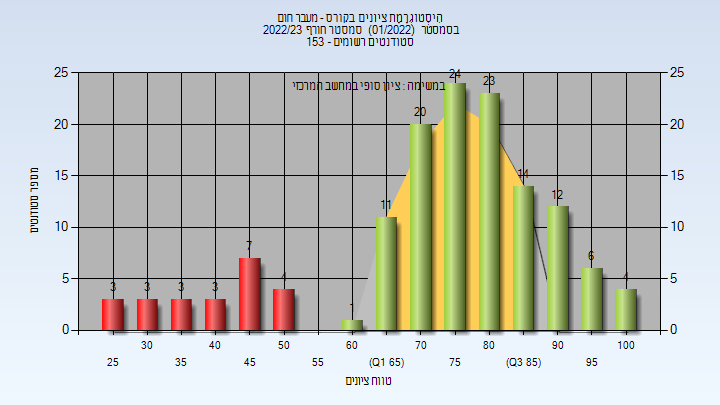 היסטוגרמת ציונים בקורס - מעבר חום
בסמסטר (01/2022) סמסטר חורף 2022/23
סטודנטים רשומים - 153
במשימה : ציון סופי במחשב המרכזי
מספר סטודנטים
25 25
20 20
15 15
10 10
5 5
0 0
3 3 3 3 7 4 1 11 20 24 23 14 12 6 4
30 40 50 60 70 80 90 100
25 35 45 55 (Q1 65) 75 (Q3 85) 95
טווח ציונים